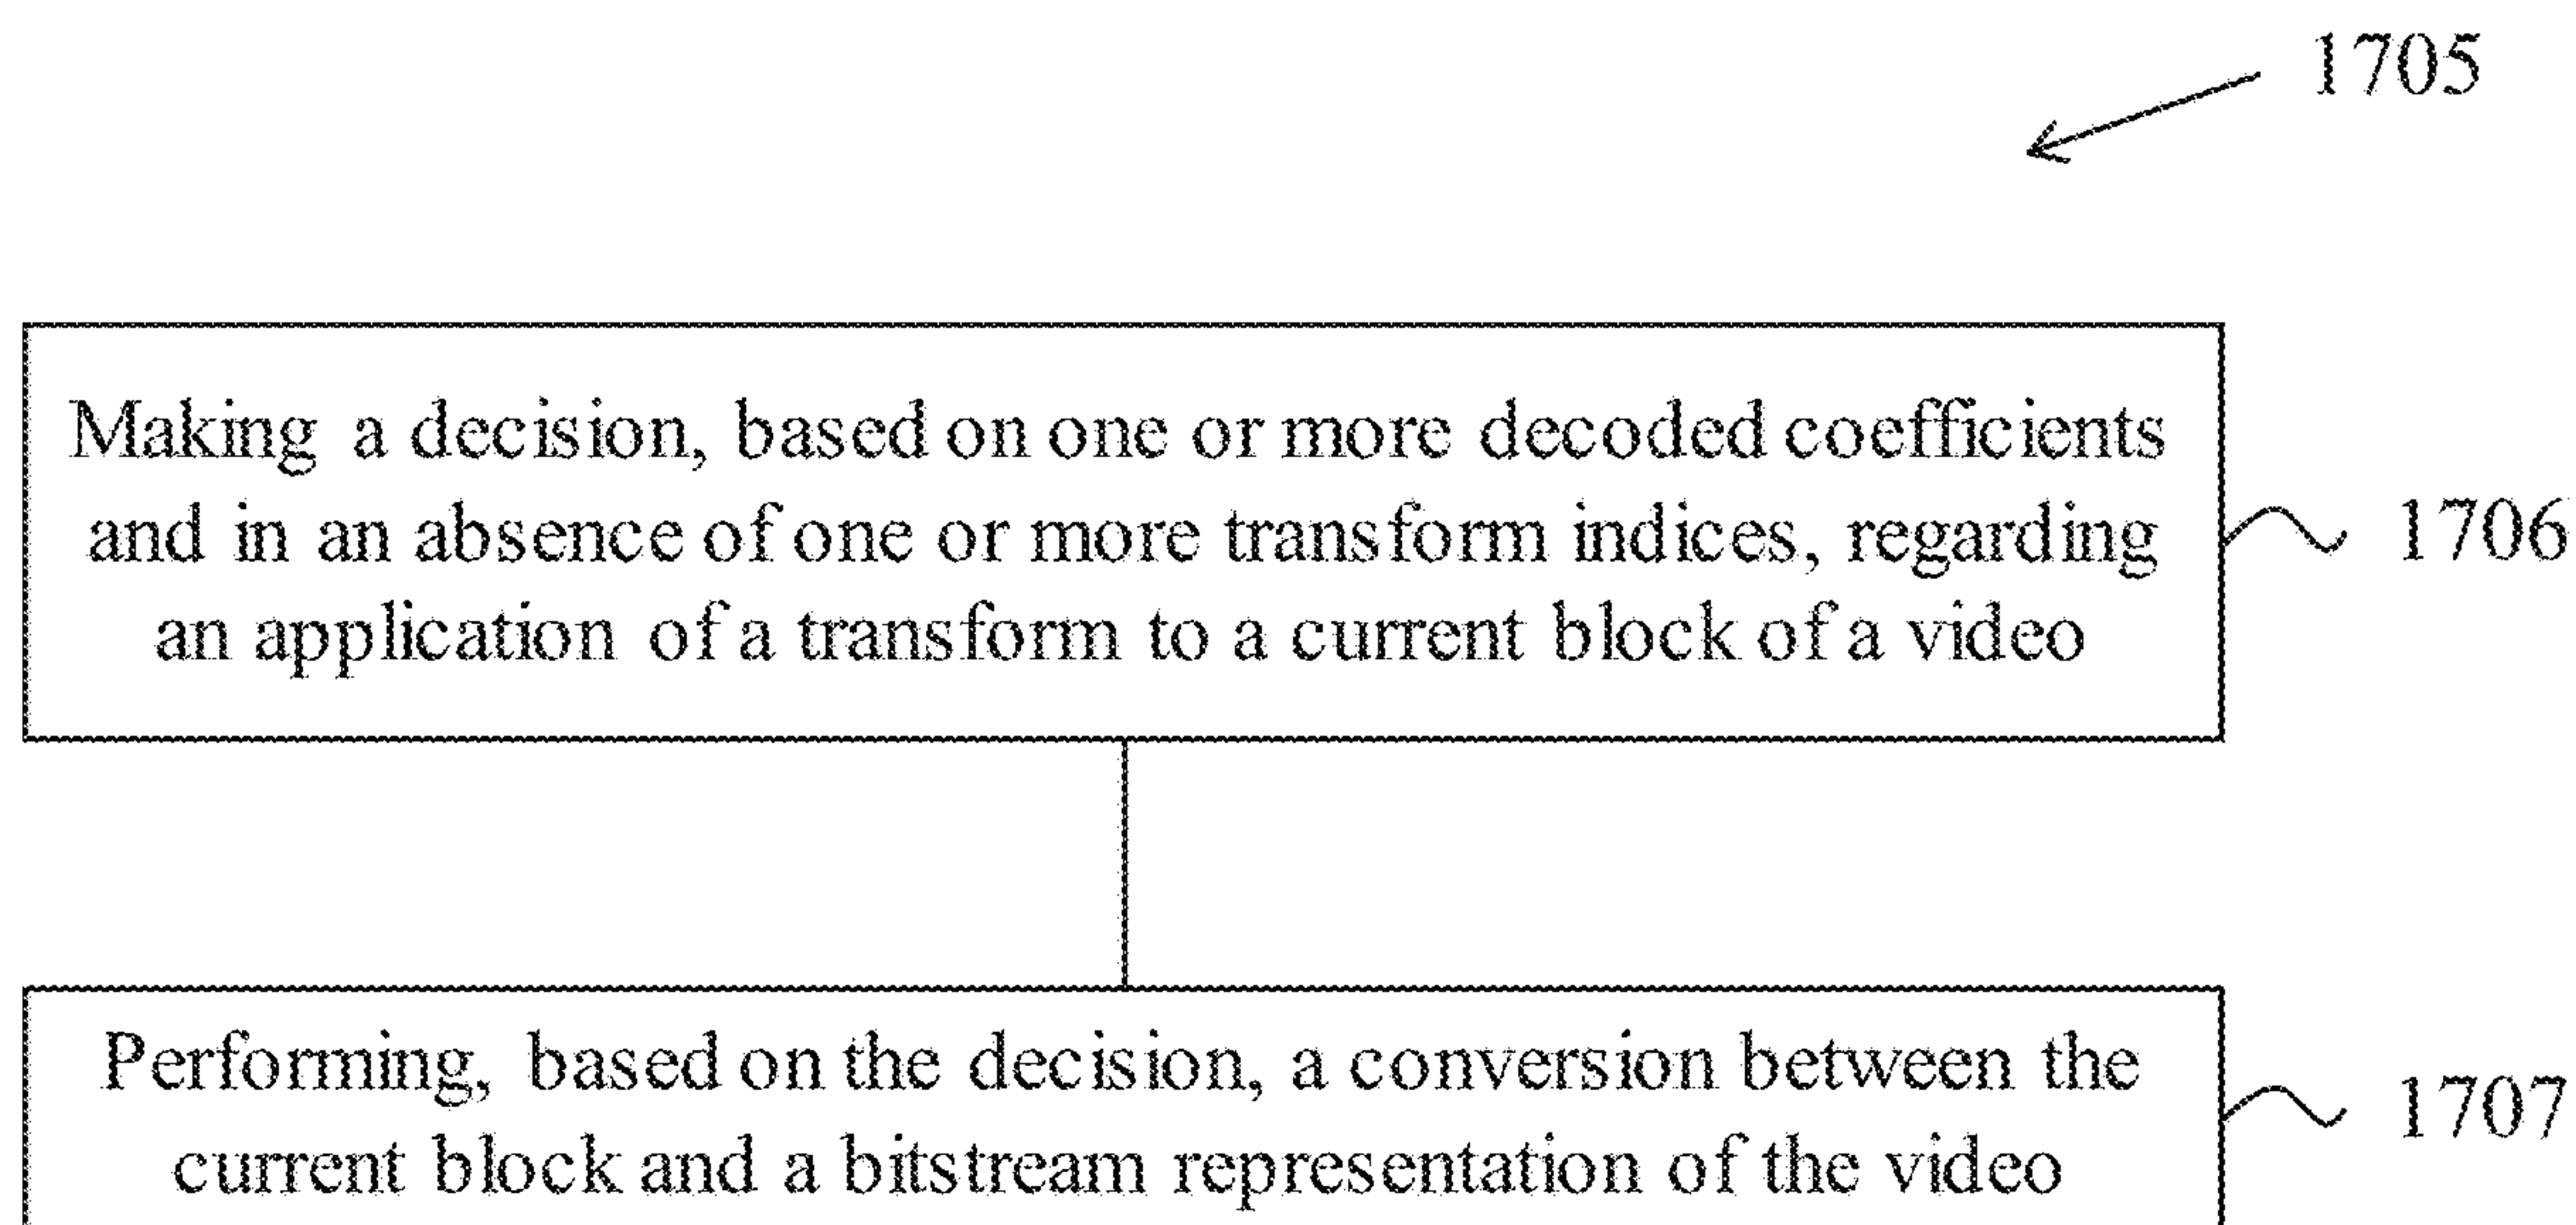 1705
Making a decision, based on one or more decoded coefficients
and in an absence of one or more transform indices, regarding
an application of a transform to a current block of a video
1706
Performing, based on the decision, a conversion between the
current block and a bitstream representation of the video
1707